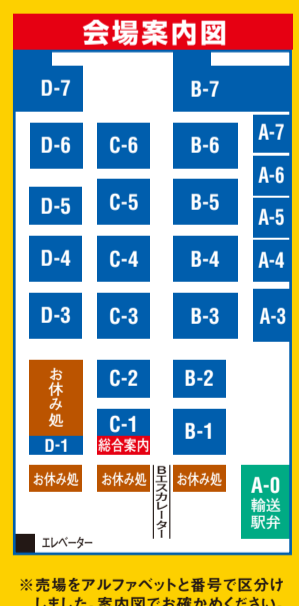 会場案内図
D-7 B-7
D-6 C-6 B-6 A-7
A-6
D-5 C-5 B-5 A-5
D-4 C-4 B-4 A-4
D-3 C-3 B-3 A-3
お休み処 C-2 B-2
D-1 C-1 B-1
総合案内
お休み処 お休み処 Bエスカレーター お休み処 A-0
輸送
駅弁
エレベーター
※売場をアルファベットと番号で区分け
しました。案内図でお確かめください。